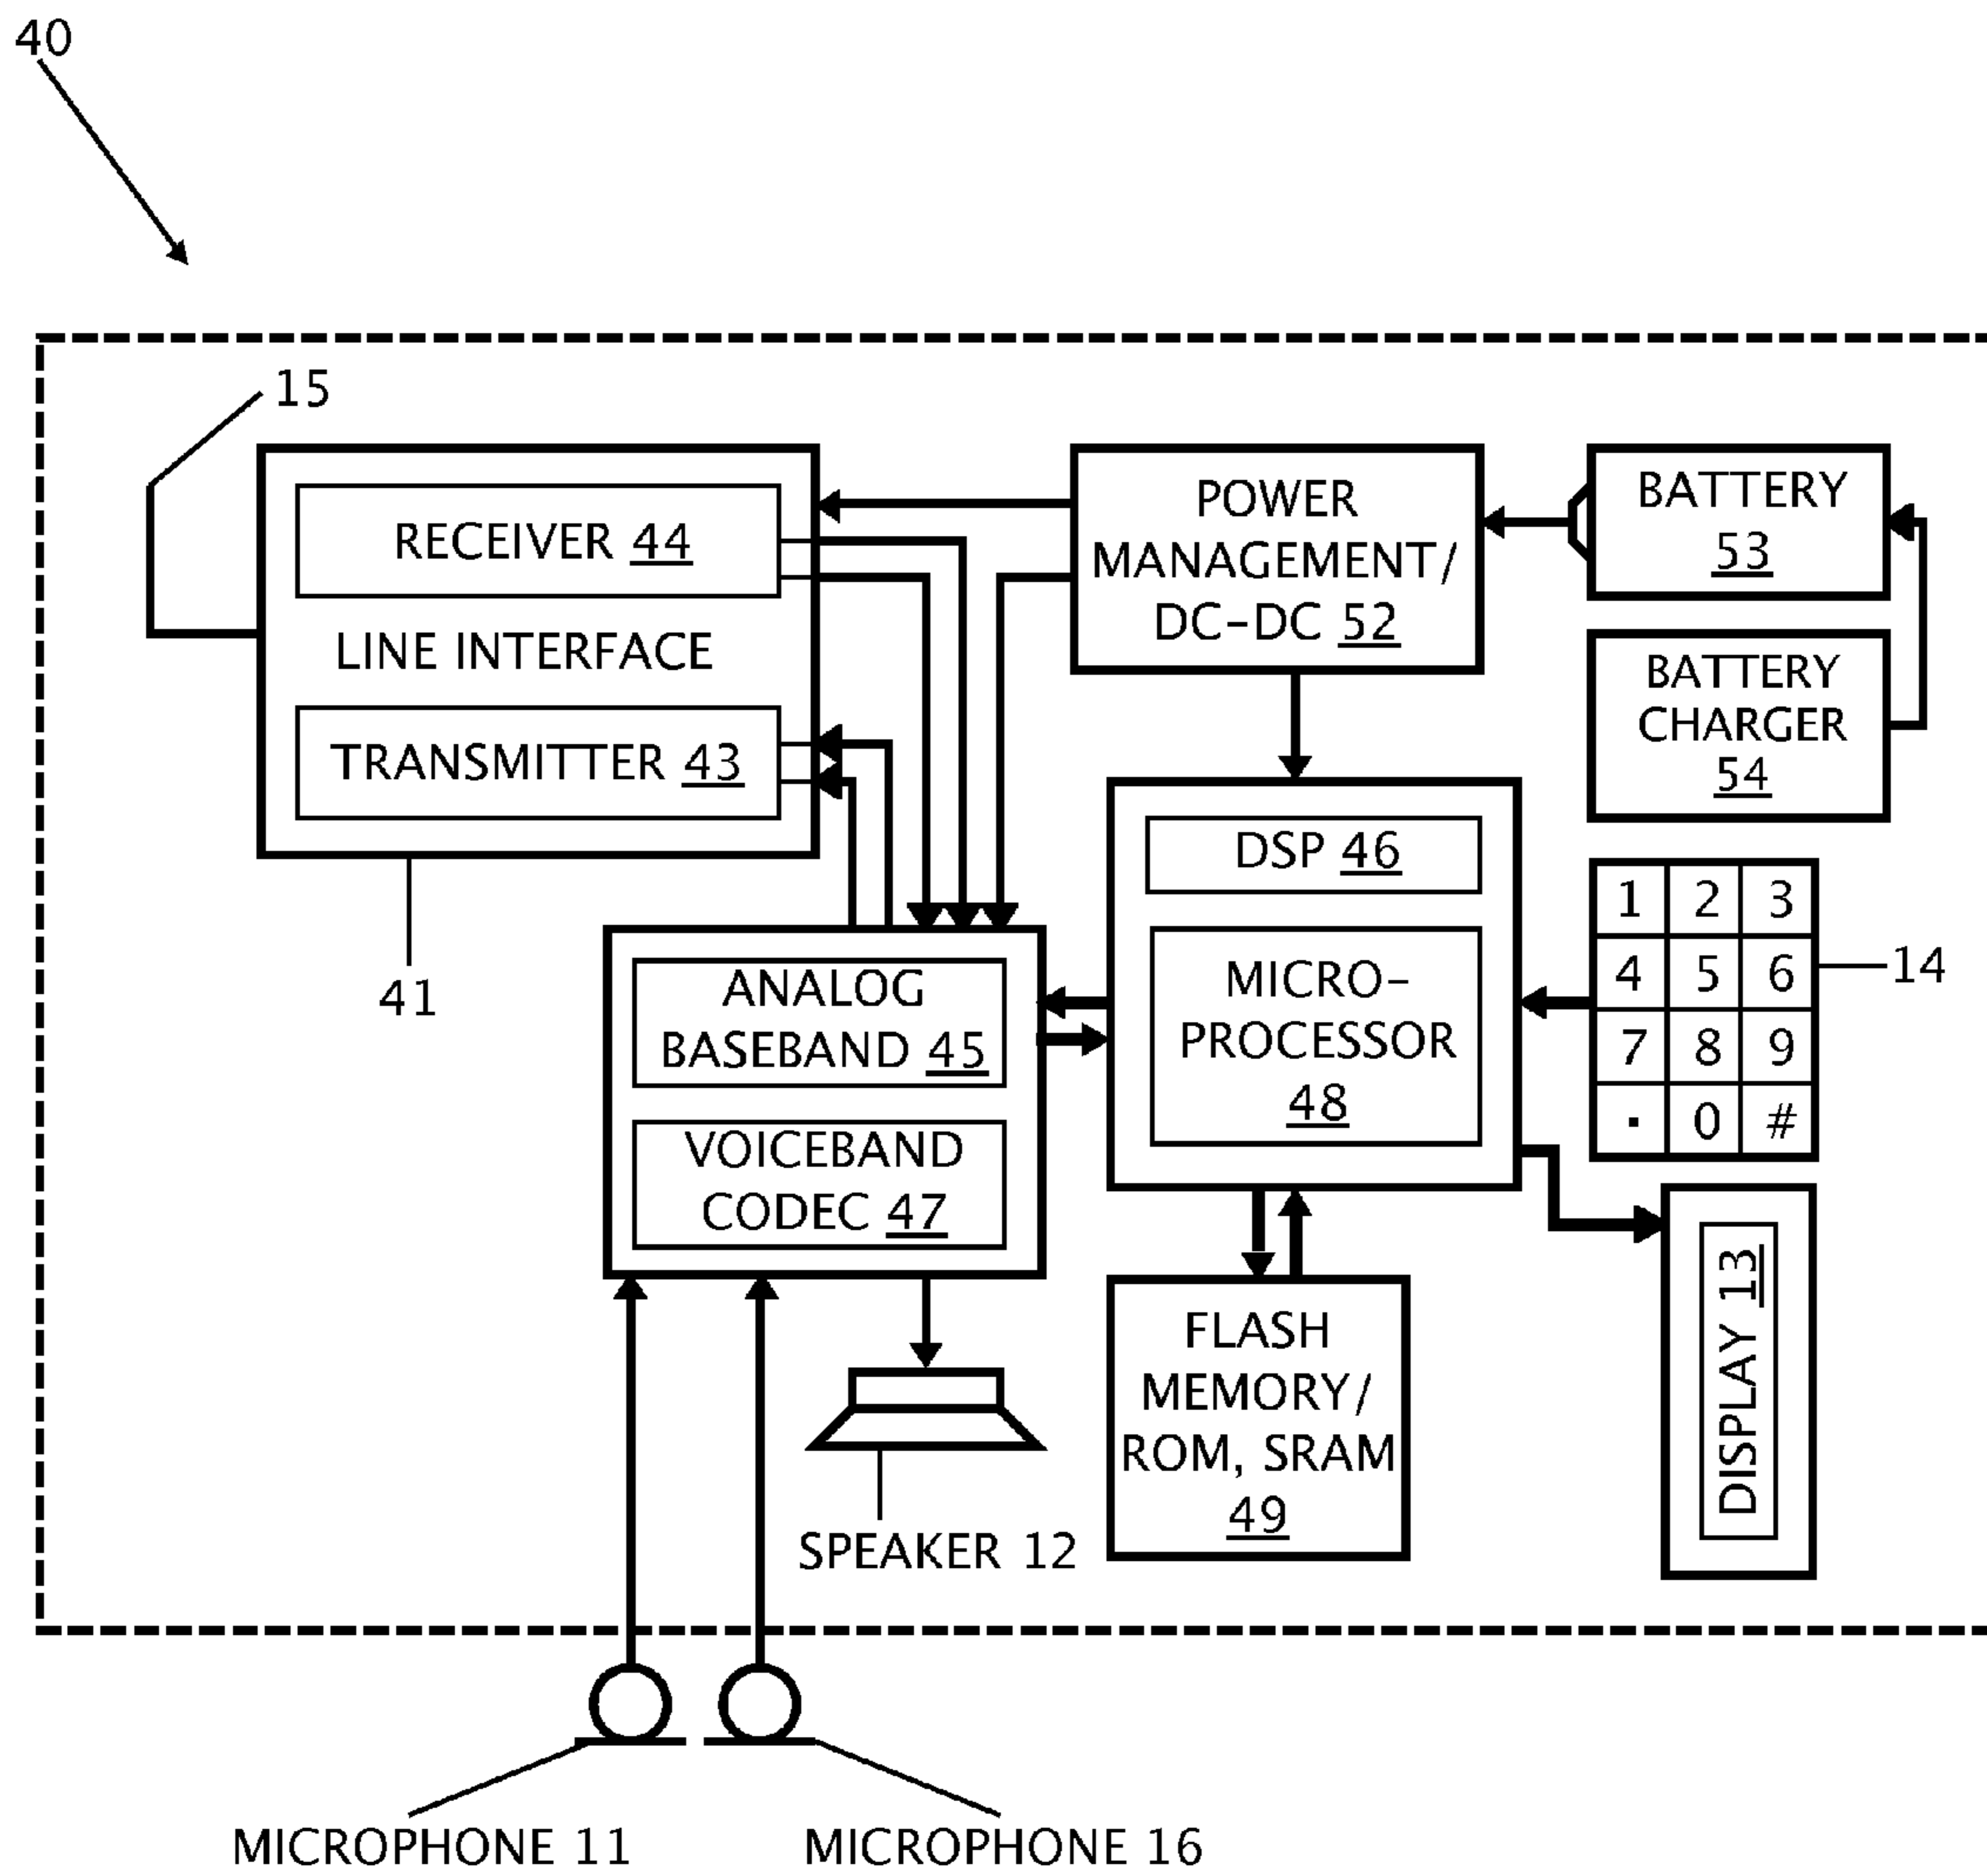 40
15
RECEIVER 44
LINE INTERFACE
TRANSMITTER 43
41
POWER
MANAGEMENT/
DC-DC 52
BATTERY
53
BATTERY
CHARGER
54
DSP 46
MICRO-
PROCESSOR
48
1 2 3
4 5 6
7 8 9
· 0 #
14
ANALOG
BASEBAND 45
VOICEBAND
CODEC 47
FLASH
MEMORY/
ROM, SRAM
49
DISPLAY 13
SPEAKER 12
MICROPHONE 11
MICROPHONE 16